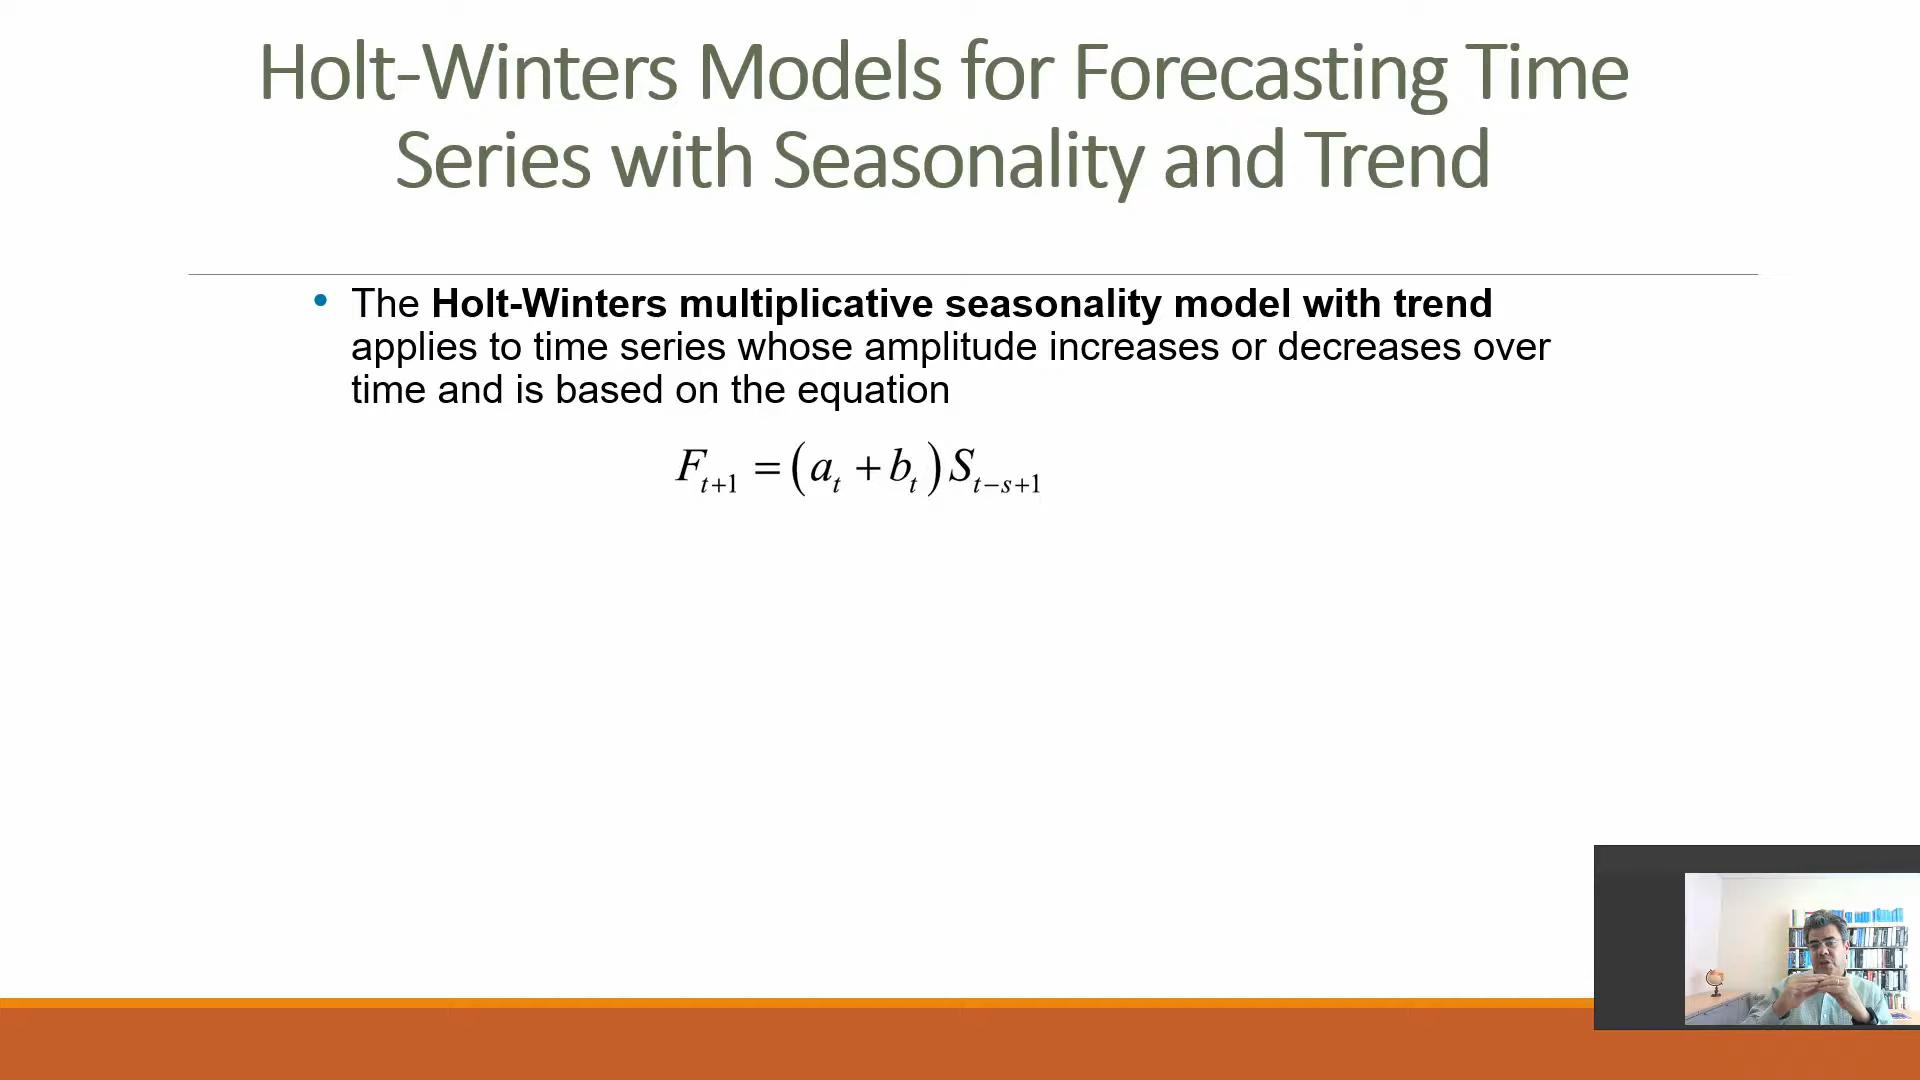 Holt-Winters Models for Forecasting Time
Series with Seasonality and Trend
• The Holt-Winters multiplicative seasonality model with trend
applies to time series whose amplitude increases or decreases over
time and is based on the equation
F_{t+1} = (a_t + b_t) S_{t-s+1}